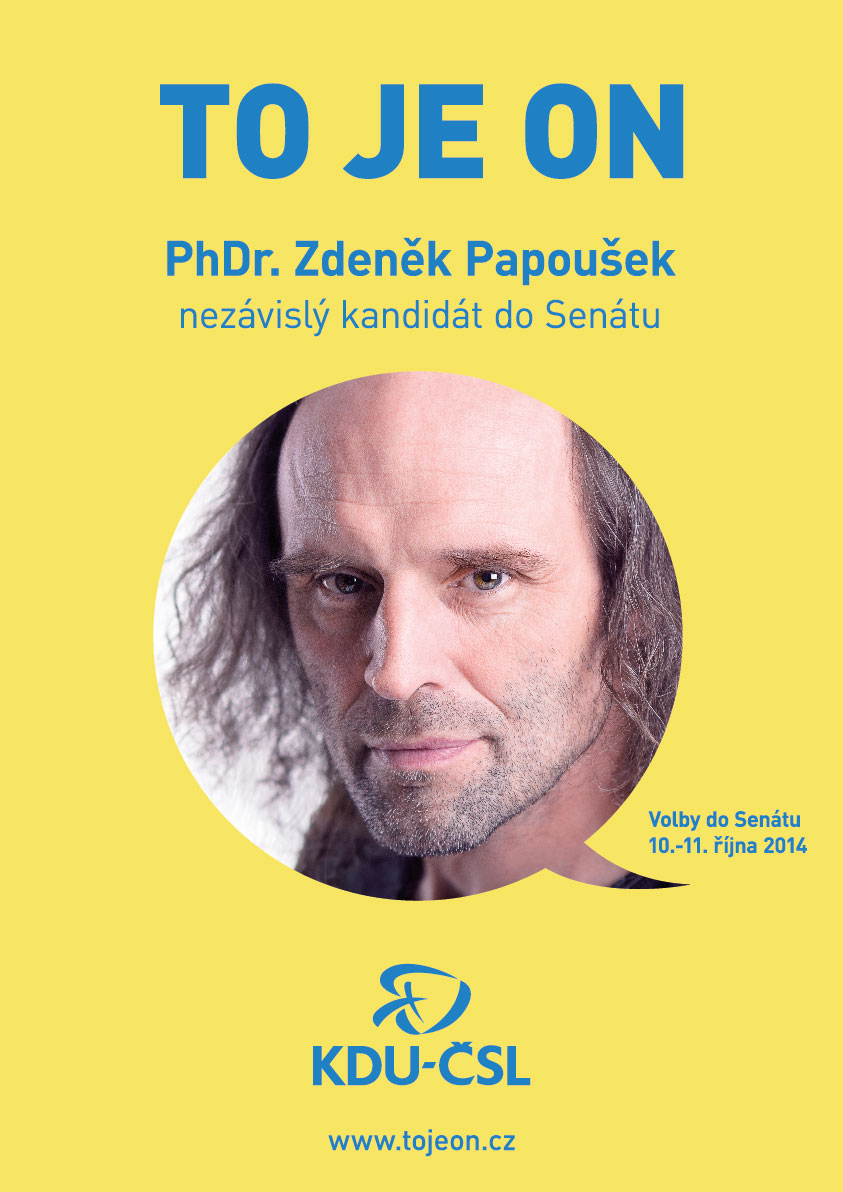 TO JE ON
PhDr. Zdeněk Papoušek
nezávislý kandidát do Senátu
Volby do Senátu
10.-11. října 2014
KDU-ČSL
www.tojeon.cz